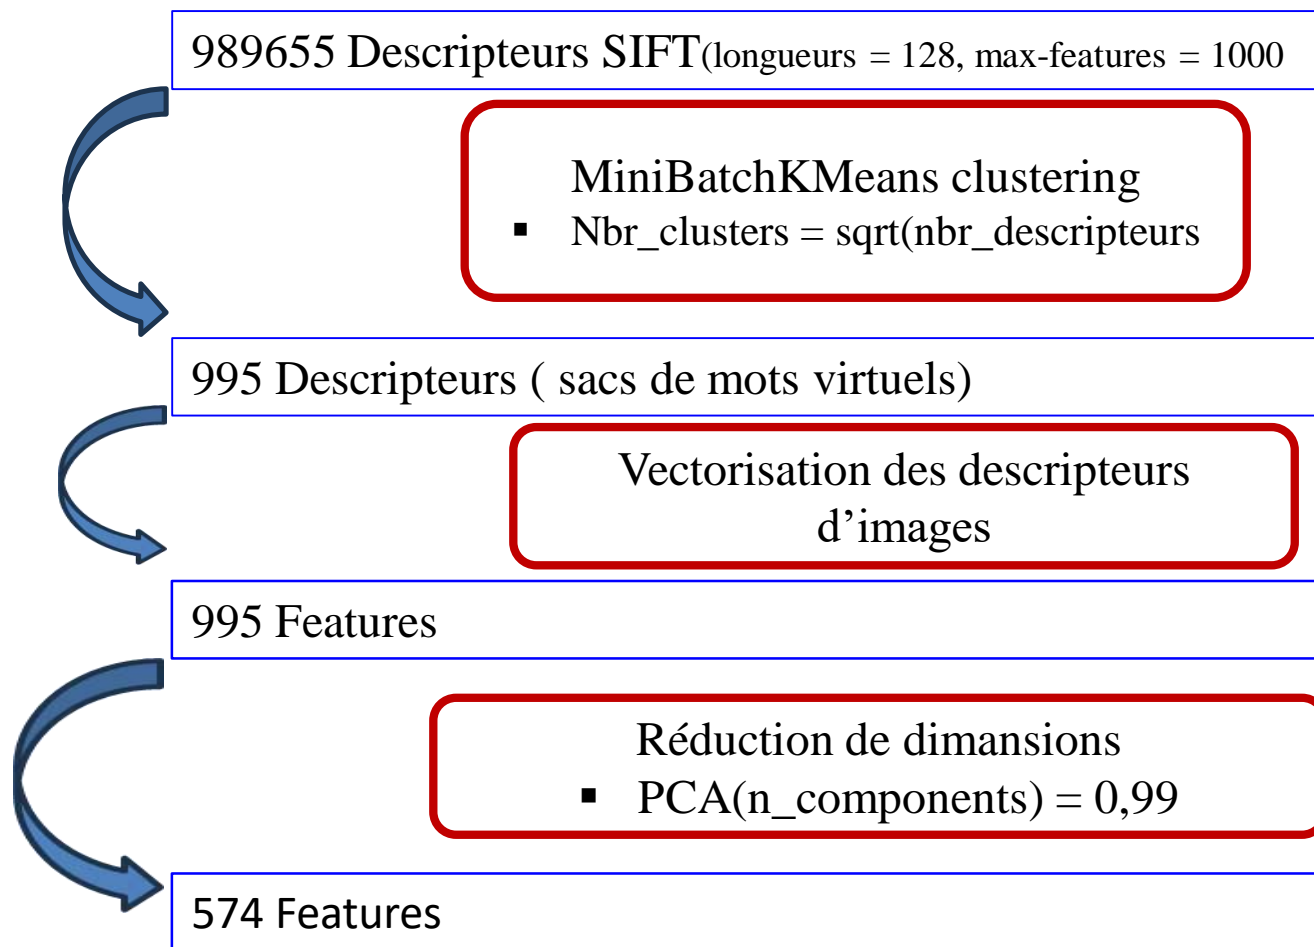 989655 Descripteurs SIFT(longueurs = 128, max-features = 1000
MiniBatchKMeans clustering
▪ Nbr_clusters = sqrt(nbr_descripteurs
995 Descripteurs ( sacs de mots virtuels)
Vectorisation des descripteurs
d’images
995 Features
Réduction de dimansions
▪ PCA(n_components) = 0,99
574 Features